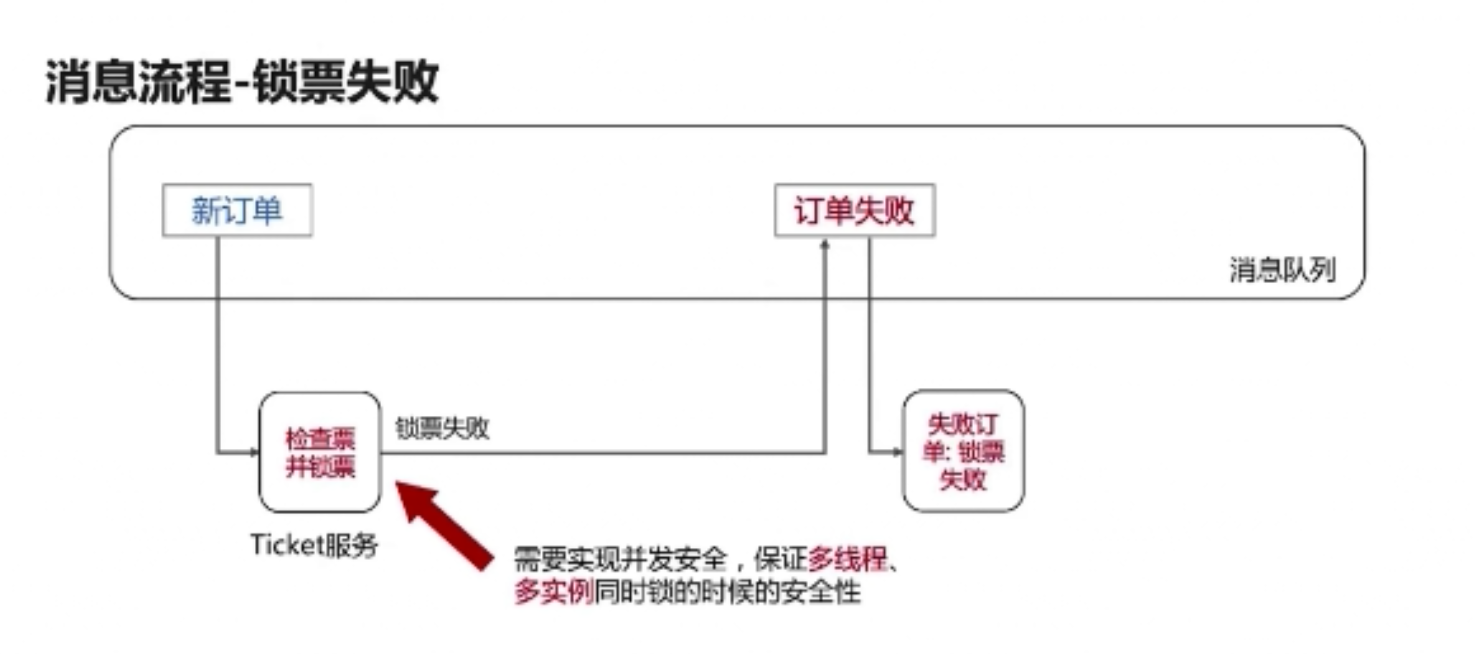 消息流程-锁票失败
新订单
订单失败
消息队列
检查票
并锁票
锁票失败
失败订
单: 锁票
失败
Ticket服务
需要实现并发安全，保证多线程、
多实例同时锁的时候的安全性